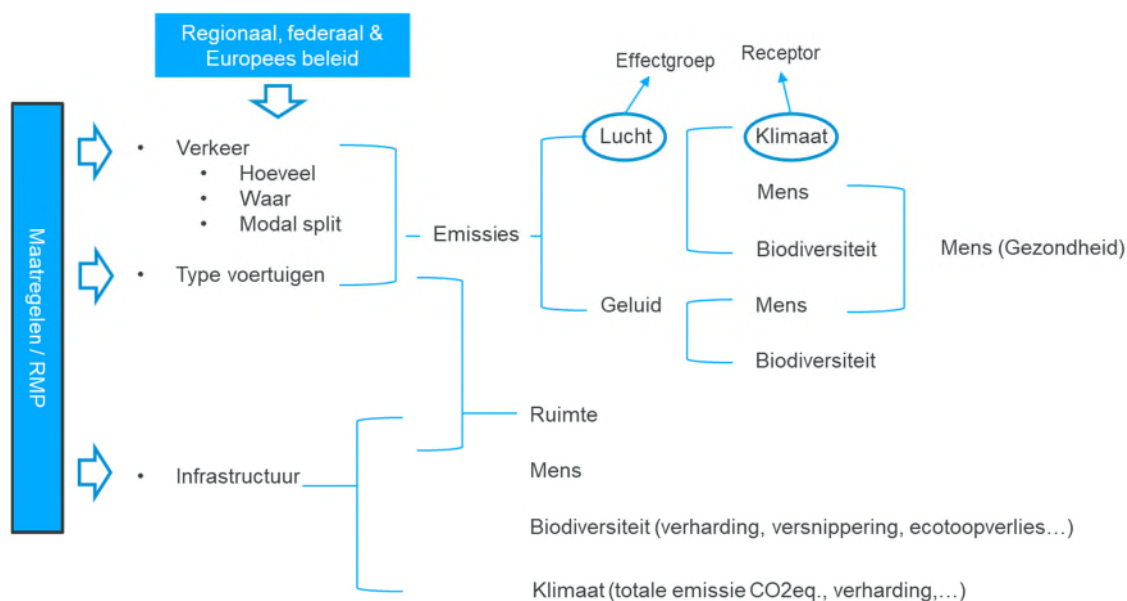 Regionaal, federaal &
Europees beleid
Effectgroep
Receptor
Maatregelen / RMP
• Verkeer
• Hoeveel
• Waar
• Modal split
• Type voertuigen
• Infrastructuur
Emissies
Lucht
Geluid
Klimaat
Mens
Biodiversiteit
Mens
Biodiversiteit
Mens (Gezondheid)
Ruimte
Mens
Biodiversiteit (verharding, versnippering, ecotoopverlies…)
Klimaat (totale emissie CO2eq., verharding,…)